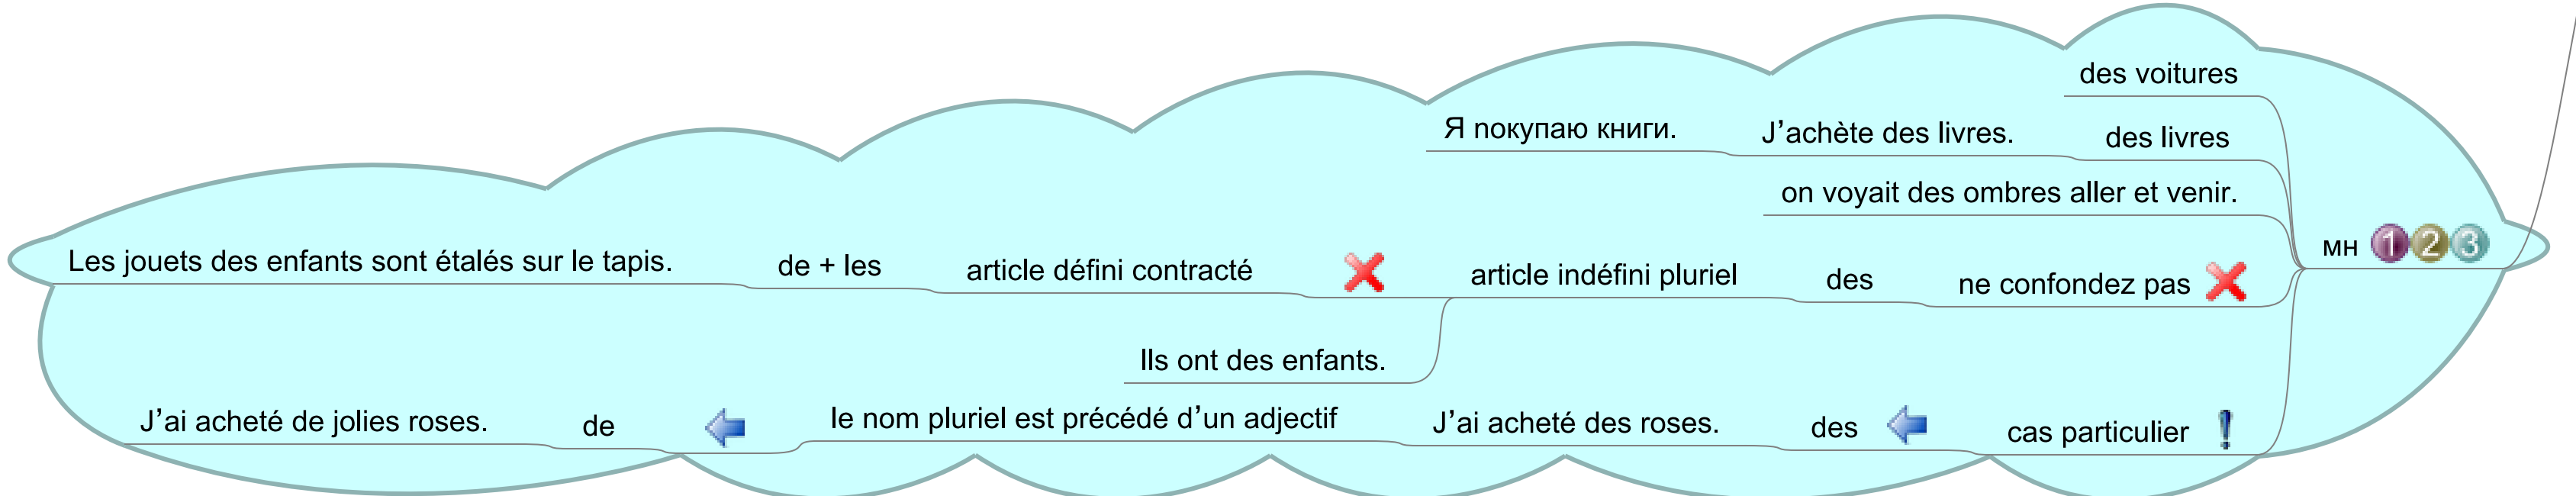 des voitures
Я покупаю книги. J’achète des livres. des livres
on voyait des ombres aller et venir.
мн 1 2 3
Les jouets des enfants sont étalés sur le tapis. de + les article défini contracté article indéfini pluriel des ne confondez pas
Ils ont des enfants.
J’ai acheté de jolies roses. de le nom pluriel est précédé d’un adjectif J’ai acheté des roses. des cas particulier